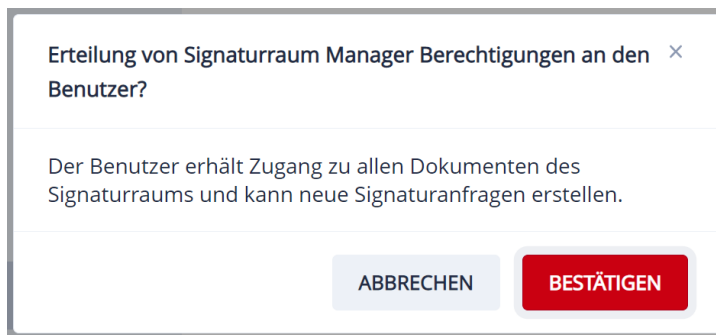 Erteilung von Signaturraum Manager Berechtigungen an den ×
Benutzer?
Der Benutzer erhält Zugang zu allen Dokumenten des
Signaturraums und kann neue Signaturanfragen erstellen.
ABBRECHEN BESTÄTIGEN